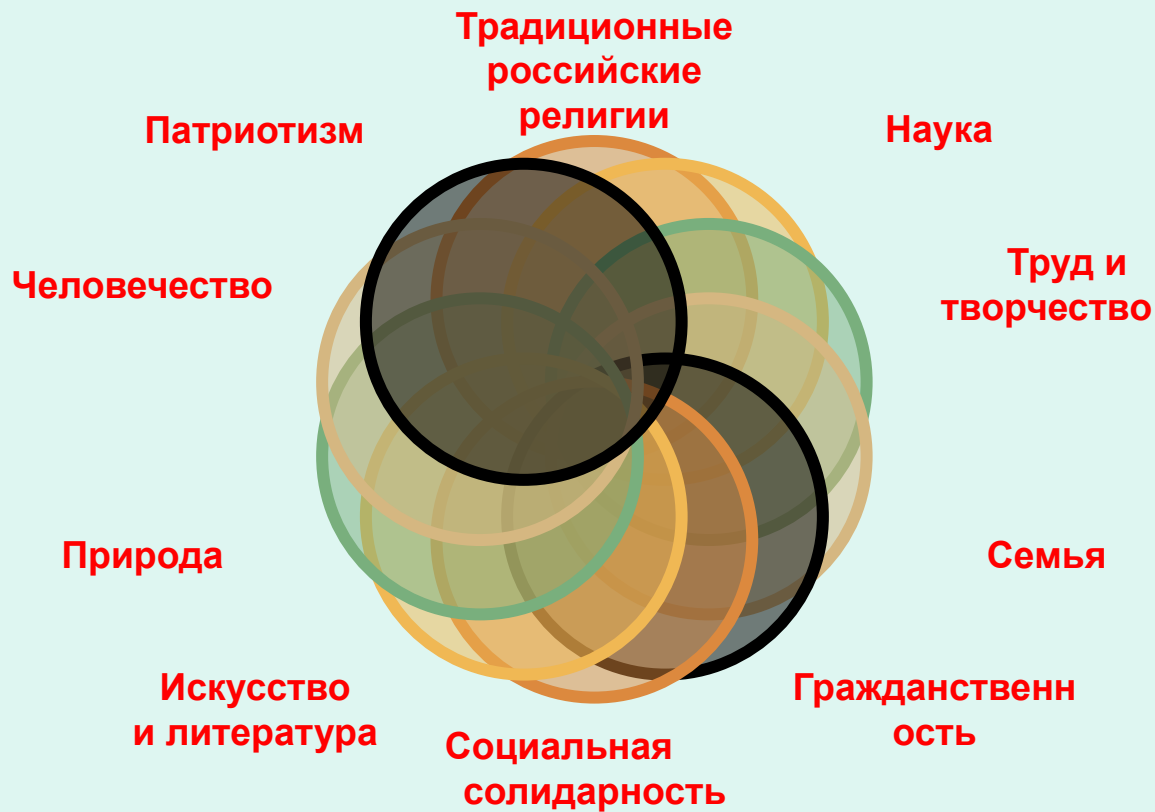 Традиционные
российские
религии
Наука
Труд и
творчество
Семья
Гражданственн
ость
Социальная
солидарность
Искусство
и литература
Природа
Человечество
Патриотизм